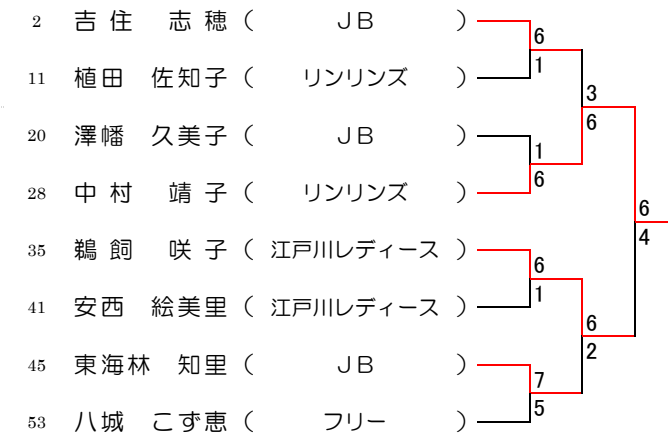 2 吉住 志穂 ( JB )
6
1
11 植田 佐知子 ( リンリンズ )
3
6
20 澤幡 久美子 ( JB )
1
6
28 中村 靖子 ( リンリンズ )
6
4
35 鵜飼 咲子 ( 江戸川レディース )
6
1
41 安西 絵美里 ( 江戸川レディース )
6
2
45 東海林 知里 ( JB )
7
5
53 八城 こず恵 ( フリー )